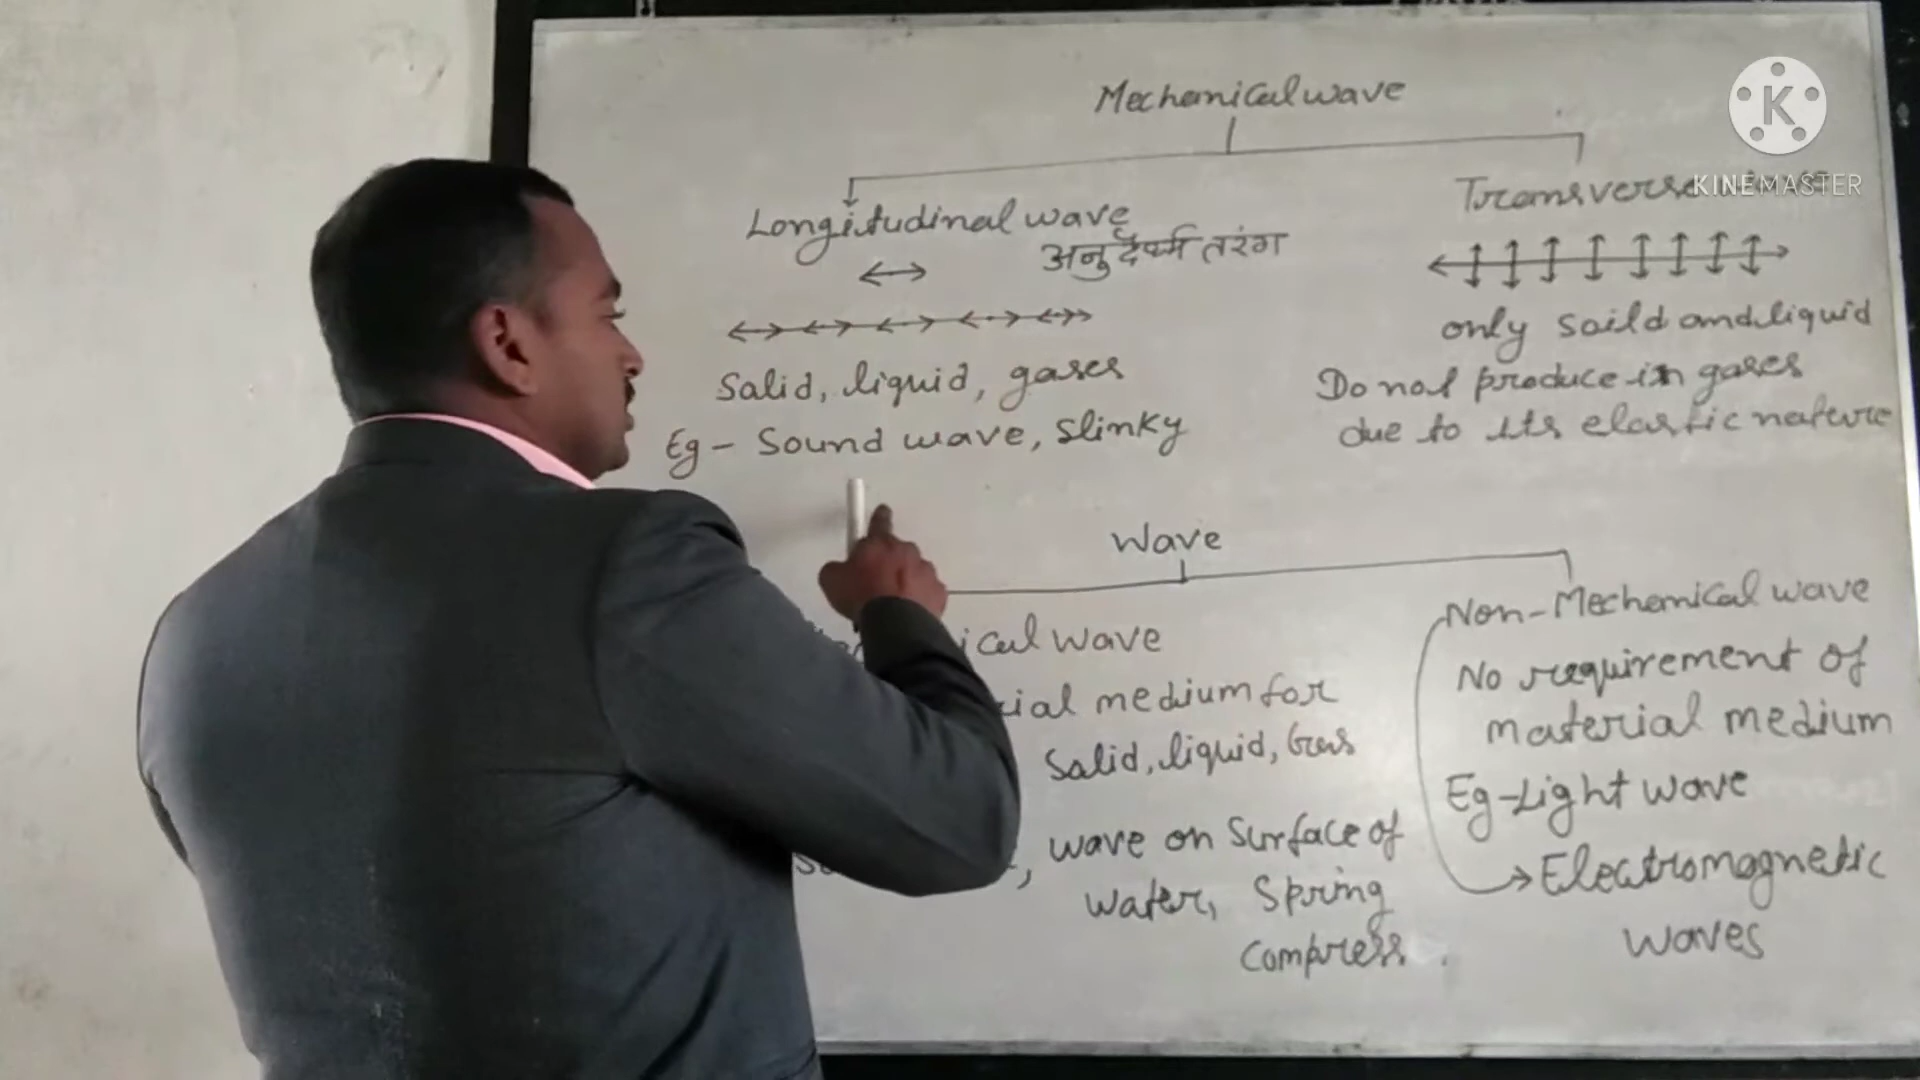 Mechanical wave
Longitudinal wave
अनुदैर्ध्य तरंग
Salid, liquid, gases
Eg - Sound wave, Slinky
Transverse
KINEMASTER
only soild and liquid
Do not produce in gases
due to its elastic nature
Wave
ical wave
rial medium for
Salid, liquid, Gas
, wave on Surface of
water, Spring
compress.
Non-Mechanical wave
No requirement of
material medium
Eg-Light wave
Electromagnetic
waves